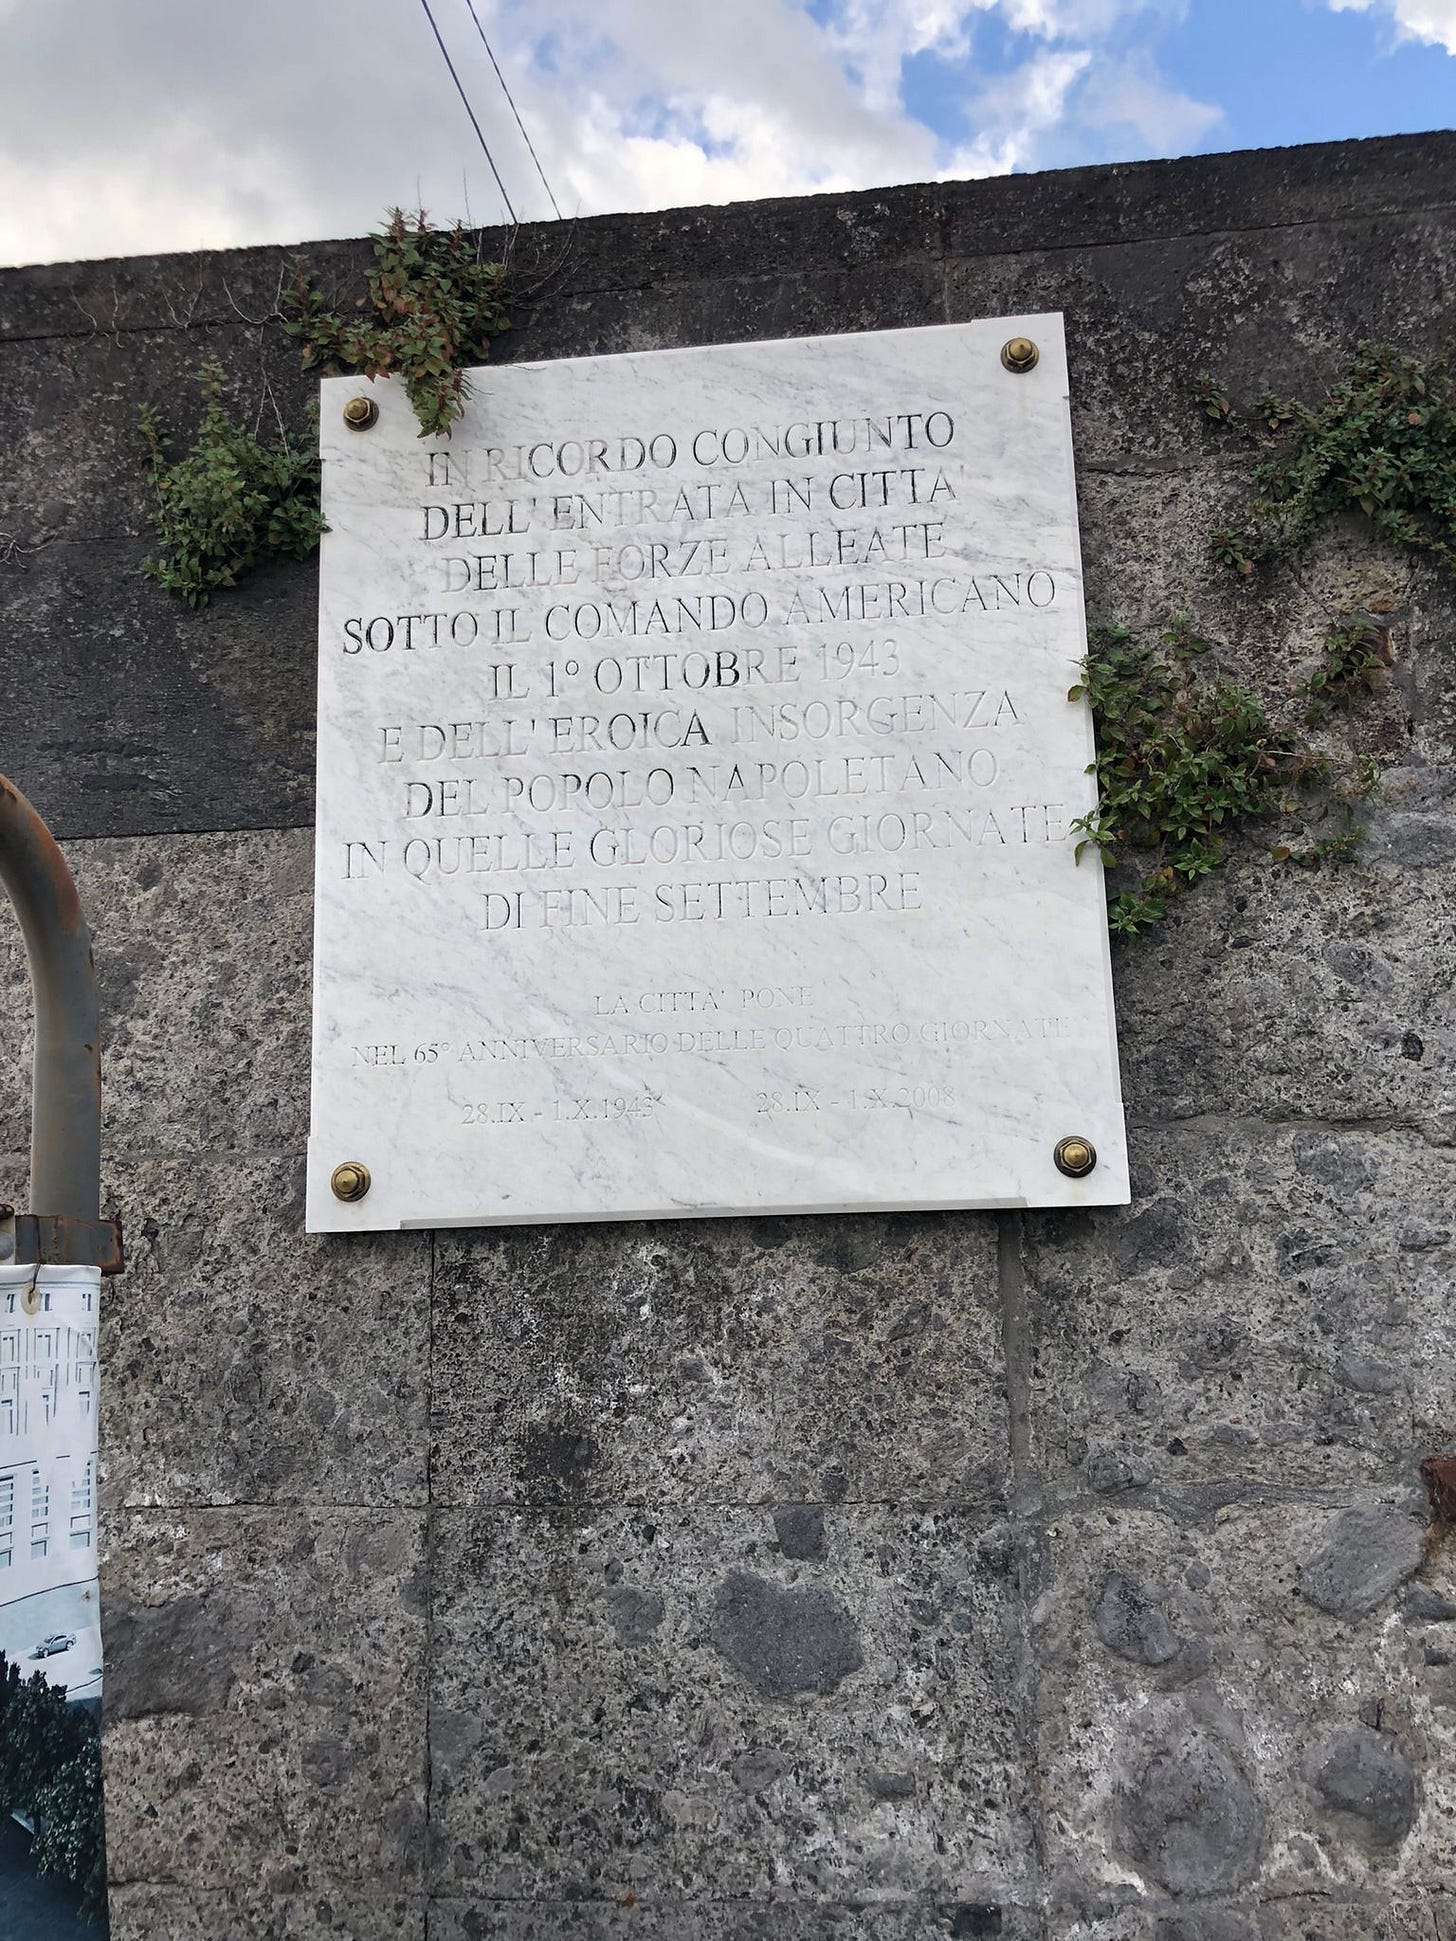 IN RICORDO CONGIUNTO
DELL' ENTRATA IN CITTA'
DELLE FORZE ALLEATE
SOTTO IL COMANDO AMERICANO
IL 1° OTTOBRE 1943
E DELL' EROICA INSORGENZA
DEL POPOLO NAPOLETANO
IN QUELLE GLORIOSE GIORNATE
DI FINE SETTEMBRE
LA CITTA' PONE
NEL 65° ANNIVERSARIO DELLE QUATTRO GIORNATE
28.IX - 1.X.1943 28.IX - 1.X.2008